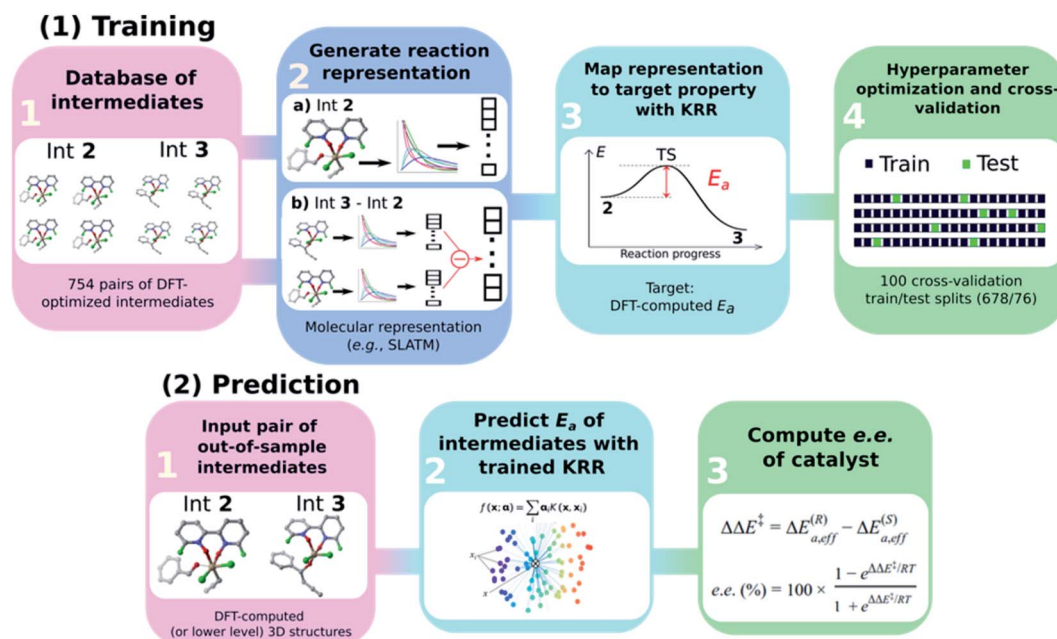 (1) Training
1
Database of
intermediates
Int 2
Int 3
754 pairs of DFT-
optimized intermediates
2
Generate reaction
representation
a) Int 2
b) Int 3 - Int 2
Molecular representation
(e.g., SLATM)
3
Map representation
to target property
with KRR
E
TS
Ea
2
3
Reaction progress
Target:
DFT-computed Ea
4
Hyperparameter
optimization and cross-
validation
Train
Test
100 cross-validation
train/test splits (678/76)
(2) Prediction
1
Input pair of
out-of-sample
intermediates
Int 2
Int 3
DFT-computed
(or lower level) 3D structures
2
Predict Ea of
intermediates with
trained KRR
f(x;α)=∑αiK(x,xi)
i
xi
x
3
Compute e.e.
of catalyst
ΔΔE‡ = ΔE(R)a,eff − ΔE(S)a,eff
e.e. (%) = 100 × 1 − eΔΔE‡/RT
1 + eΔΔE‡/RT